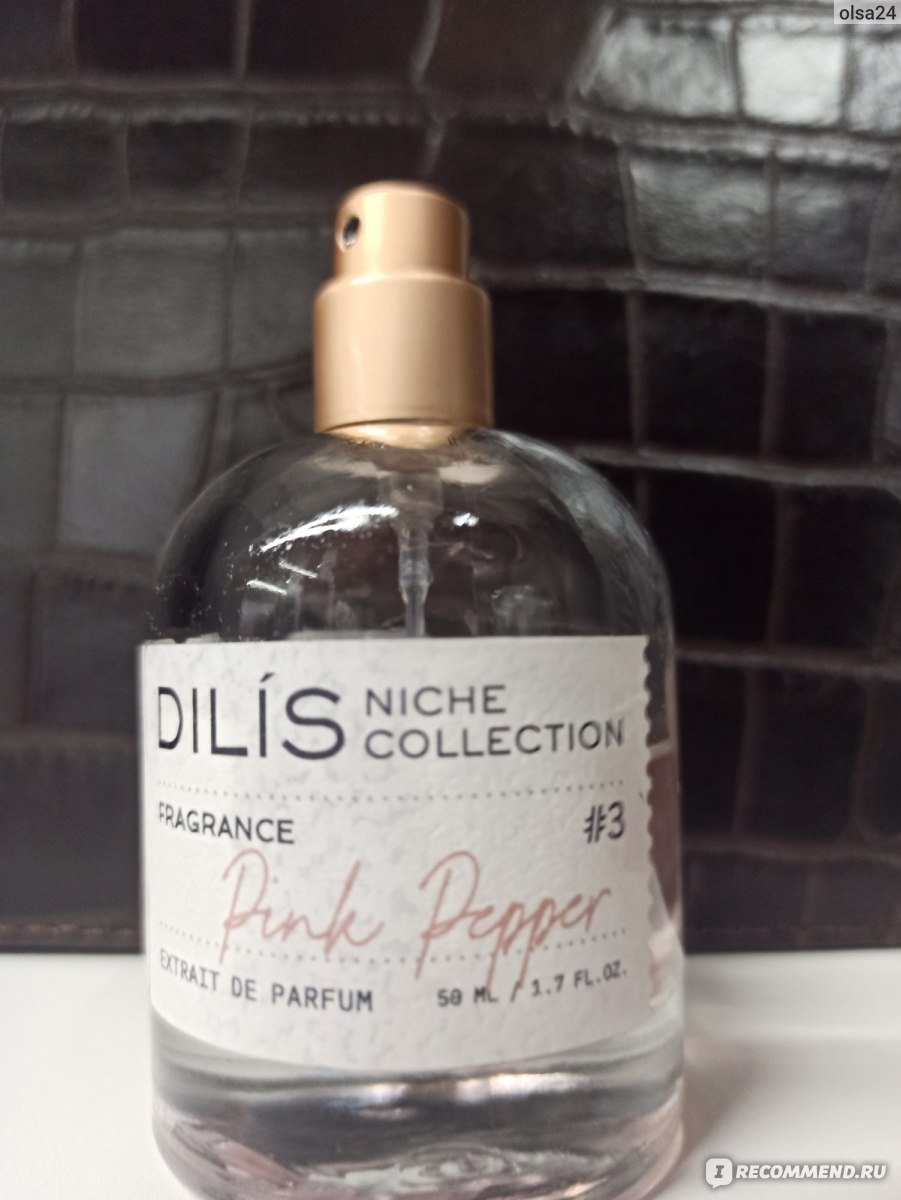 olsa24
DILÍS NICHE COLLECTION
FRAGRANCE #3
Pink Pepper
EXTRAIT DE PARFUM 50 ML / 1.7 FL.OZ.
I RECOMMEND.RU